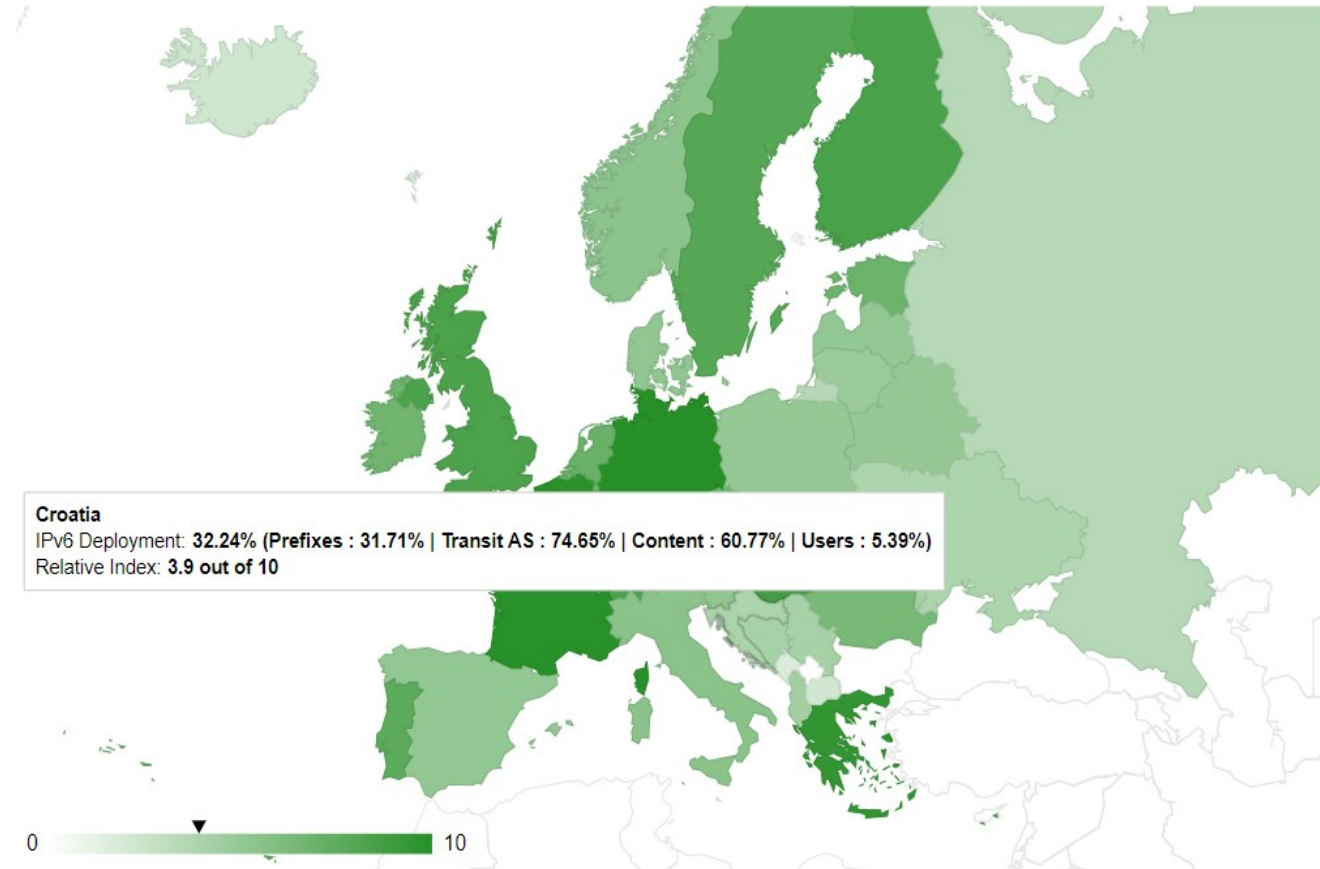 Croatia
IPv6 Deployment: 32.24% (Prefixes : 31.71% | Transit AS : 74.65% | Content : 60.77% | Users : 5.39%)
Relative Index: 3.9 out of 10
0 10